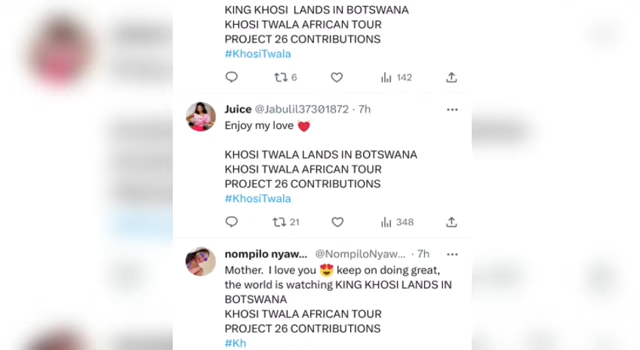 KING KHOSI LANDS IN BOTSWANA
KHOSI TWALA AFRICAN TOUR
PROJECT 26 CONTRIBUTIONS
#KhosiTwala
6 142
Juice @Jabulil37301872 · 7h
Enjoy my love
KHOSI TWALA LANDS IN BOTSWANA
KHOSI TWALA AFRICAN TOUR
PROJECT 26 CONTRIBUTIONS
#KhosiTwala
21 348
nompilo nyaw... @NompiloNyaw... · 7h
Mother. I love you 😍 keep on doing great,
the world is watching KING KHOSI LANDS IN
BOTSWANA
KHOSI TWALA AFRICAN TOUR
PROJECT 26 CONTRIBUTIONS
#Kh